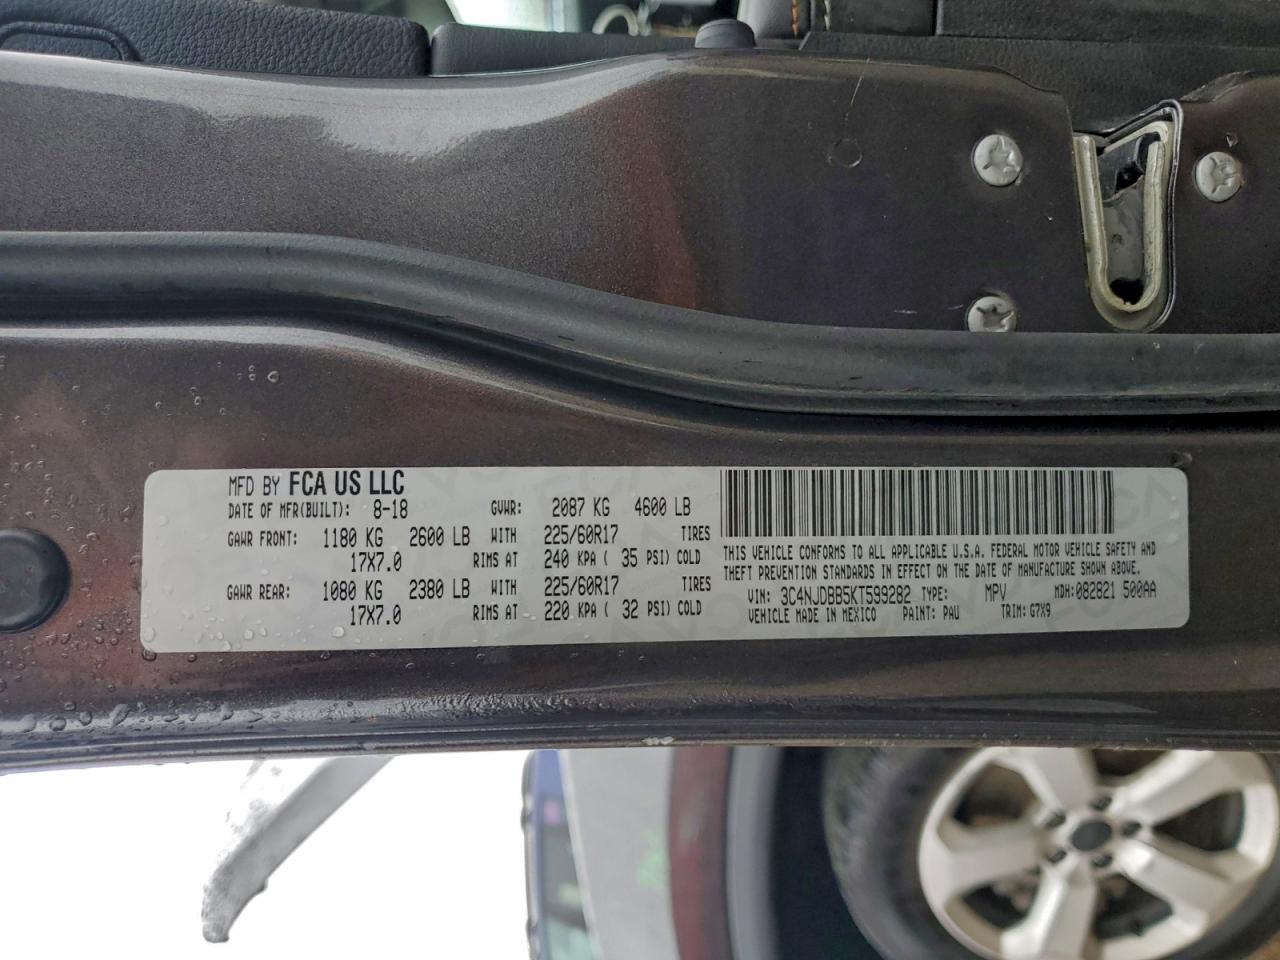 MFD BY FCA US LLC
DATE OF MFR(BUILT): 8-18 GVWR: 2087 KG 4600 LB
GAWR FRONT: 1180 KG 2600 LB WITH 225/60R17 TIRES
17X7.0 RIMS AT 240 KPA ( 35 PSI) COLD
GAWR REAR: 1080 KG 2380 LB WITH 225/60R17 TIRES
17X7.0 RIMS AT 220 KPA ( 32 PSI) COLD
THIS VEHICLE CONFORMS TO ALL APPLICABLE U.S.A. FEDERAL MOTOR VEHICLE SAFETY AND
THEFT PREVENTION STANDARDS IN EFFECT ON THE DATE OF MANUFACTURE SHOWN ABOVE.
VIN: 3C4NJDBB5KT599282 TYPE: MPV MDH: 082821 500AA
VEHICLE MADE IN MEXICO PAINT: PAU TRIM: G7X9